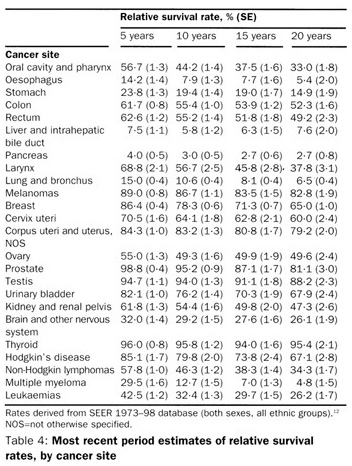 Relative survival rate, % (SE)
5 years 10 years 15 years 20 years
Cancer site
Oral cavity and pharynx 56·7 (1·3) 44·2 (1·4) 37·5 (1·6) 33·0 (1·8)
Oesophagus 14·2 (1·4) 7·9 (1·3) 7·7 (1·6) 5·4 (2·0)
Stomach 23·8 (1·3) 19·4 (1·4) 19·0 (1·7) 14·9 (1·9)
Colon 61·7 (0·8) 55·4 (1·0) 53·9 (1·2) 52·3 (1·6)
Rectum 62·6 (1·2) 55·2 (1·4) 51·8 (1·8) 49·2 (2·3)
Liver and intrahepatic 7·5 (1·1) 5·8 (1·2) 6·3 (1·5) 7·6 (2·0)
bile duct
Pancreas 4·0 (0·5) 3·0 (0·5) 2·7 (0·6) 2·7 (0·8)
Larynx 68·8 (2·1) 56·7 (2·5) 45·8 (2·8) 37·8 (3·1)
Lung and bronchus 15·0 (0·4) 10·6 (0·4) 8·1 (0·4) 6·5 (0·4)
Melanomas 89·0 (0·8) 86·7 (1·1) 83·5 (1·5) 82·8 (1·9)
Breast 86·4 (0·4) 78·3 (0·6) 71·3 (0·7) 65·0 (1·0)
Cervix uteri 70·5 (1·6) 64·1 (1·8) 62·8 (2·1) 60·0 (2·4)
Corpus uteri and uterus, 84·3 (1·0) 83·2 (1·3) 80·8 (1·7) 79·2 (2·0)
NOS
Ovary 55·0 (1·3) 49·3 (1·6) 49·9 (1·9) 49·6 (2·4)
Prostate 98·8 (0·4) 95·2 (0·9) 87·1 (1·7) 81·1 (3·0)
Testis 94·7 (1·1) 94·0 (1·3) 91·1 (1·8) 88·2 (2·3)
Urinary bladder 82·1 (1·0) 76·2 (1·4) 70·3 (1·9) 67·9 (2·4)
Kidney and renal pelvis 61·8 (1·3) 54·4 (1·6) 49·8 (2·0) 47·3 (2·6)
Brain and other nervous 32·0 (1·4) 29·2 (1·5) 27·6 (1·6) 26·1 (1·9)
system
Thyroid 96·0 (0·8) 95·8 (1·2) 94·0 (1·6) 95·4 (2·1)
Hodgkin's disease 85·1 (1·7) 79·8 (2·0) 73·8 (2·4) 67·1 (2·8)
Non-Hodgkin lymphomas 57·8 (1·0) 46·3 (1·2) 38·3 (1·4) 34·3 (1·7)
Multiple myeloma 29·5 (1·6) 12·7 (1·5) 7·0 (1·3) 4·8 (1·5)
Leukaemias 42·5 (1·2) 32·4 (1·3) 29·7 (1·5) 26·2 (1·7)
Rates derived from SEER 1973–98 database (both sexes, all ethnic groups).¹²
NOS=not otherwise specified.
Table 4: Most recent period estimates of relative survival
rates, by cancer site